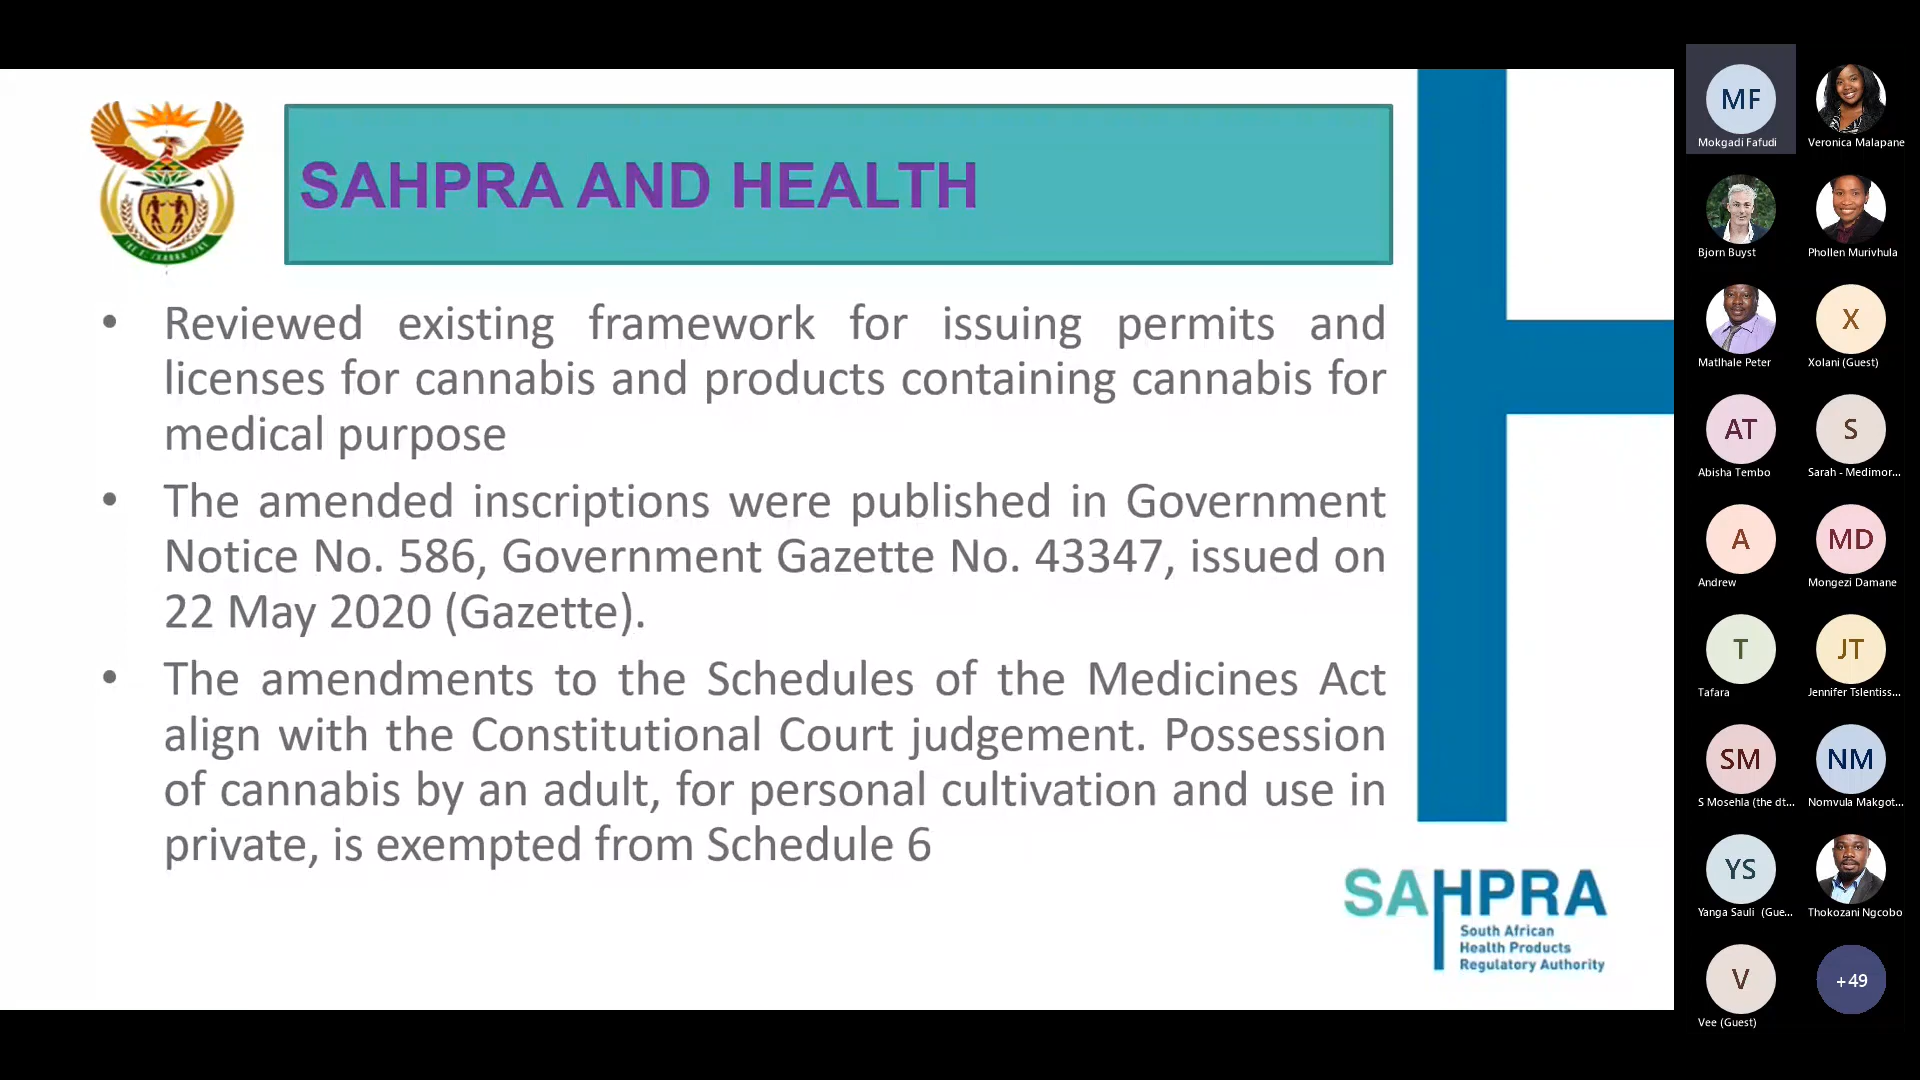 SAHPRA AND HEALTH
• Reviewed existing framework for issuing permits and
licenses for cannabis and products containing cannabis for
medical purpose
• The amended inscriptions were published in Government
Notice No. 586, Government Gazette No. 43347, issued on
22 May 2020 (Gazette).
• The amendments to the Schedules of the Medicines Act
align with the Constitutional Court judgement. Possession
of cannabis by an adult, for personal cultivation and use in
private, is exempted from Schedule 6
SAHPRA
South African
Health Products
Regulatory Authority
MF
Mokgadi Fafudi
Veronica Malapane
Bjorn Buyst
Phollen Murivhula
Matlhale Peter
X
Xolani (Guest)
AT
Abisha Tembo
S
Sarah - Medimor...
A
Andrew
MD
Mongezi Damane
T
Tafara
JT
Jennifer Tslentiss...
SM
S Mosehla (the dt...
NM
Nomvula Makgot...
YS
Yanga Sauli (Gue...
Thokozani Ngcobo
V
Vee (Guest)
+49